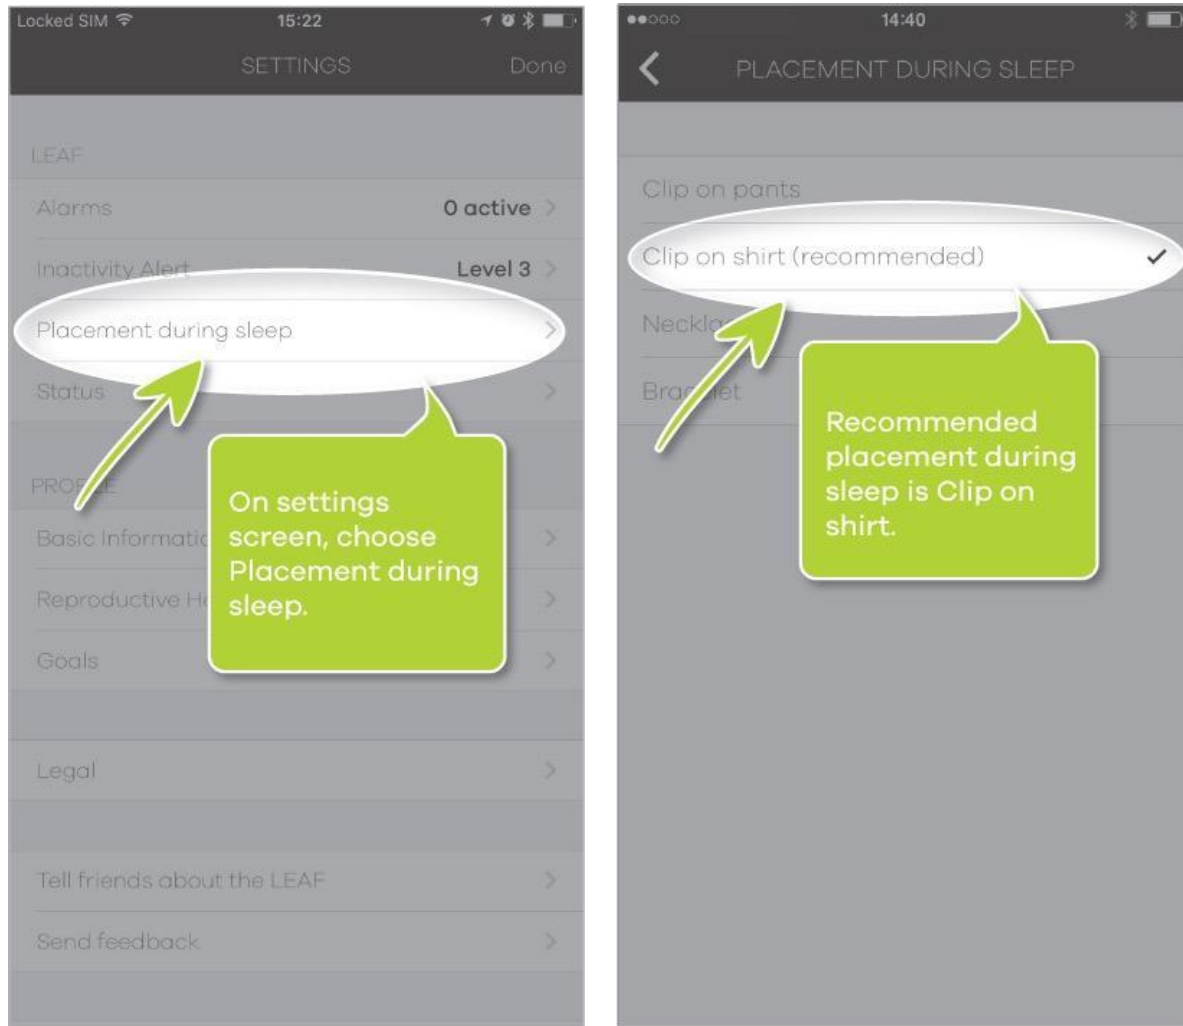 Locked SIM 15:22
SETTINGS Done
LEAF
Alarms 0 active
Inactivity Alert Level 3
Placement during sleep
Status
On settings
screen, choose
Placement during
sleep.
Goals
Legal
Tell friends about the LEAF
Send feedback
14:40
PLACEMENT DURING SLEEP
Clip on pants
Clip on shirt (recommended)
Bracelet
Recommended
placement during
sleep is Clip on
shirt.
PROFILE
Basic Informatio
Reproductive He
Neckla